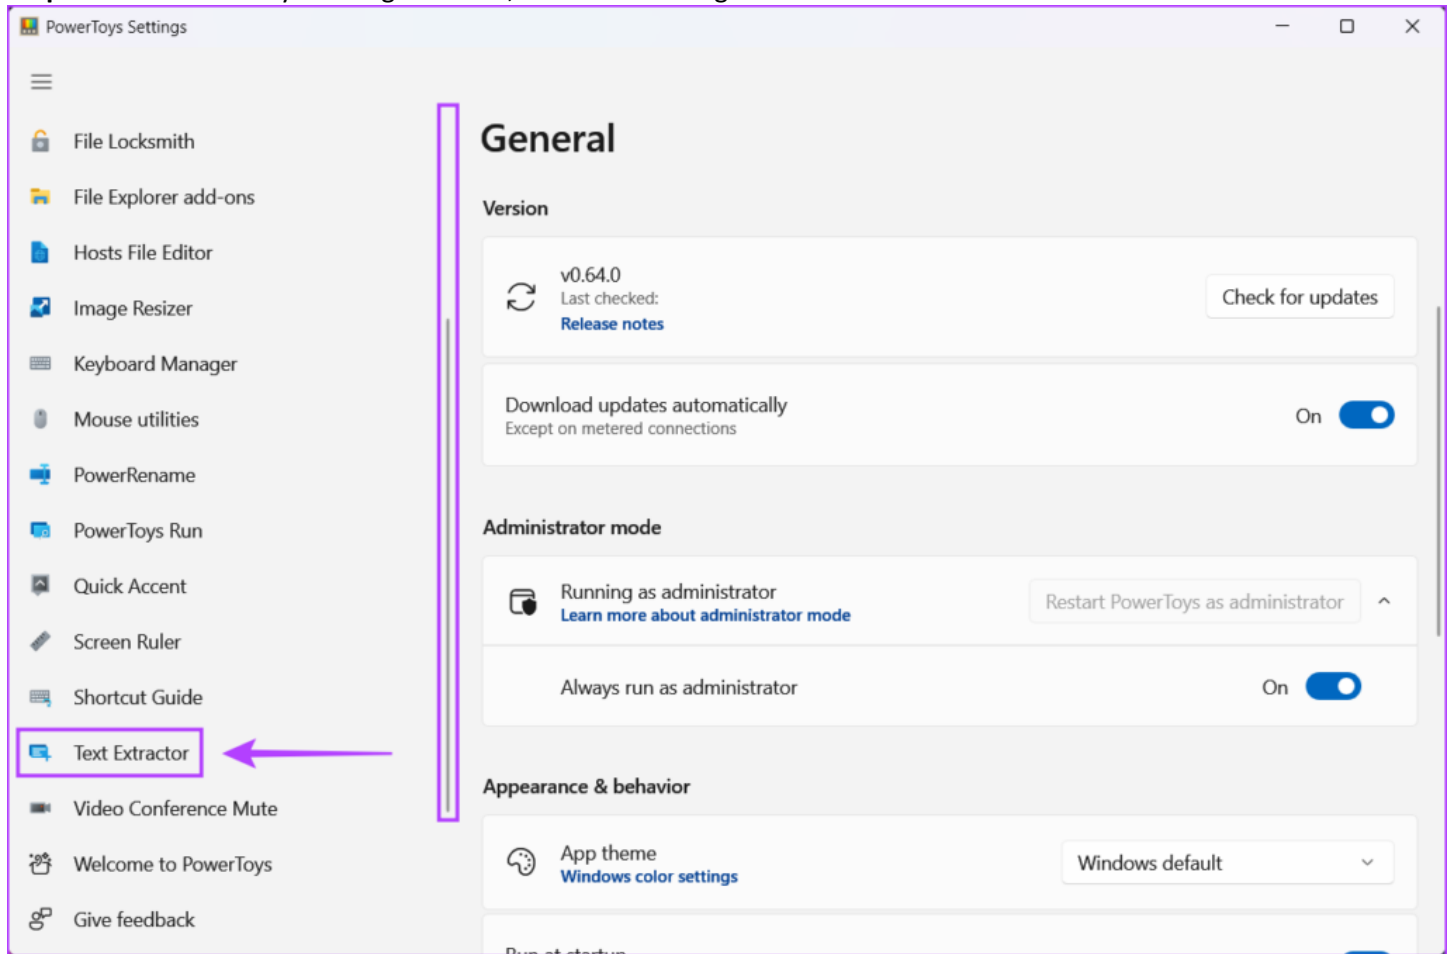 PowerToys Settings
File Locksmith
File Explorer add-ons
Hosts File Editor
Image Resizer
Keyboard Manager
Mouse utilities
PowerRename
PowerToys Run
Quick Accent
Screen Ruler
Shortcut Guide
Text Extractor
Video Conference Mute
Welcome to PowerToys
Give feedback
General
Version
v0.64.0
Last checked:
Release notes
Check for updates
Download updates automatically
Except on metered connections
On
Administrator mode
Running as administrator
Learn more about administrator mode
Restart PowerToys as administrator
Always run as administrator
On
Appearance & behavior
App theme
Windows color settings
Windows default
Run at startup